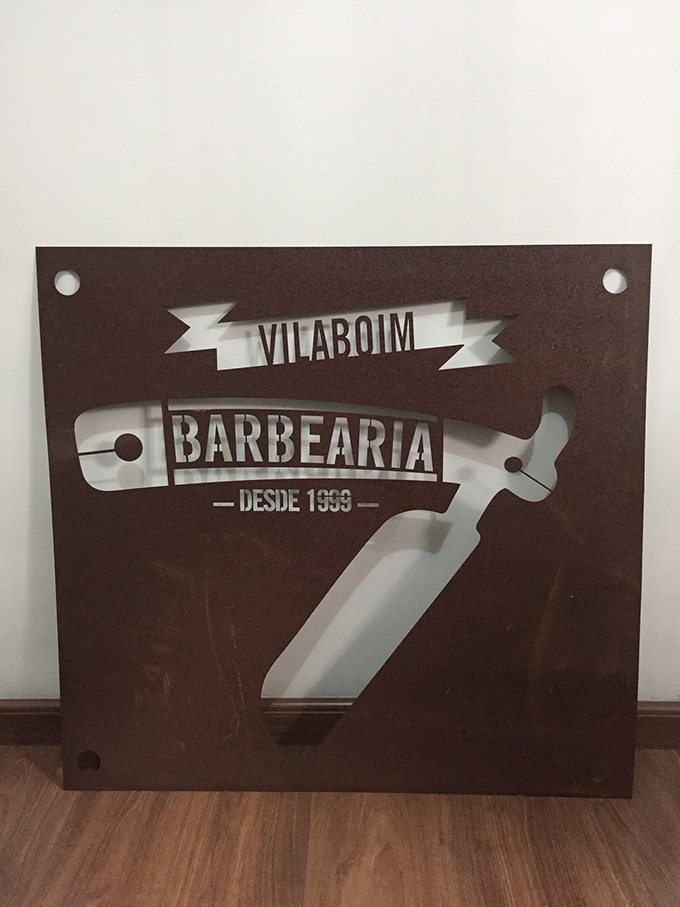 VILABOIM
BARBEARIA
— DESDE 1999 —